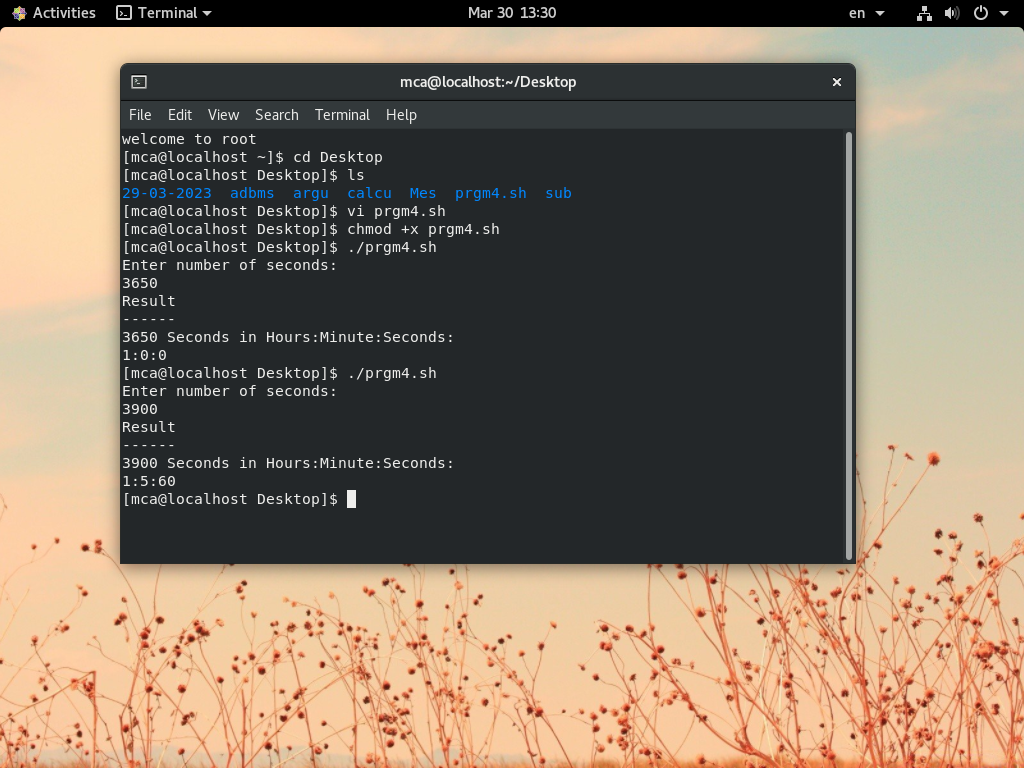 Activities Terminal Mar 30 13:30 en
mca@localhost:~/Desktop
File Edit View Search Terminal Help
welcome to root
[mca@localhost ~]$ cd Desktop
[mca@localhost Desktop]$ ls
29-03-2023 adbms argu calcu Mes prgm4.sh sub
[mca@localhost Desktop]$ vi prgm4.sh
[mca@localhost Desktop]$ chmod +x prgm4.sh
[mca@localhost Desktop]$ ./prgm4.sh
Enter number of seconds:
3650
Result
------
3650 Seconds in Hours:Minute:Seconds:
1:0:0
[mca@localhost Desktop]$ ./prgm4.sh
Enter number of seconds:
3900
Result
------
3900 Seconds in Hours:Minute:Seconds:
1:5:60
[mca@localhost Desktop]$